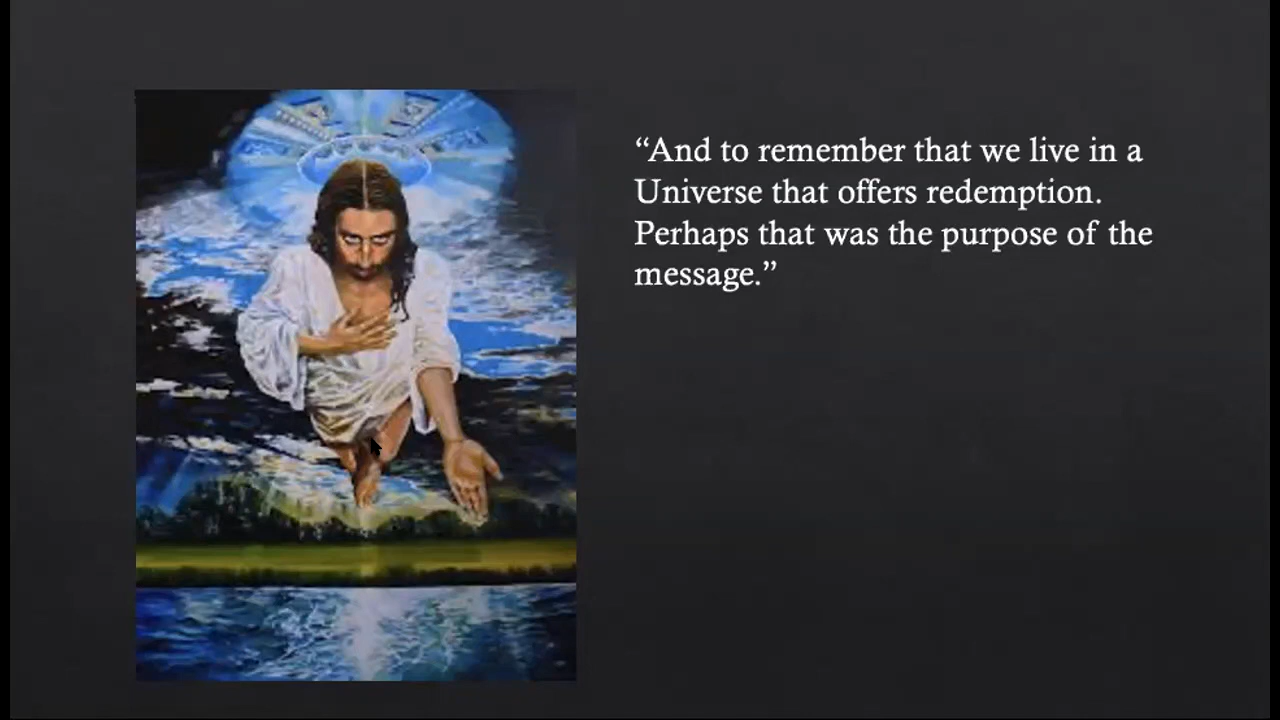 “And to remember that we live in a
Universe that offers redemption.
Perhaps that was the purpose of the
message.”